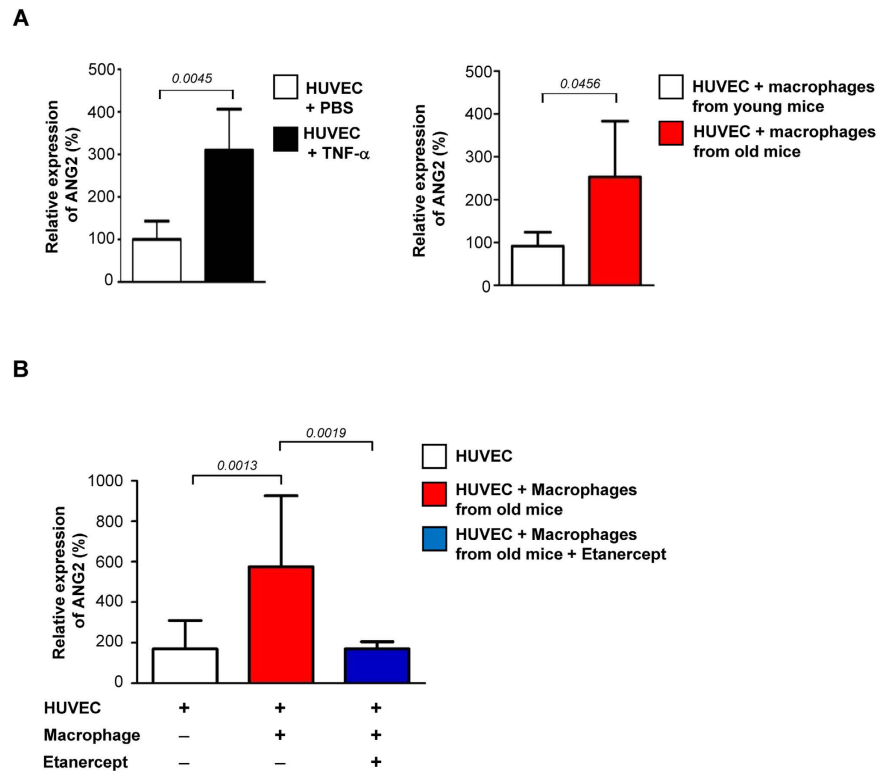 A
Relative expression
of ANG2 (%)
500
400
300
200
100
0
0.0045
HUVEC
+ PBS
HUVEC
+ TNF-α
Relative expression
of ANG2 (%)
500
400
300
200
100
0
0.0456
HUVEC + macrophages
from young mice
HUVEC + macrophages
from old mice
B
Relative expression
of ANG2 (%)
1000
800
600
400
200
0
0.0013
0.0019
HUVEC
HUVEC + Macrophages
from old mice
HUVEC + Macrophages
from old mice + Etanercept
HUVEC + + +
Macrophage – + +
Etanercept – – +